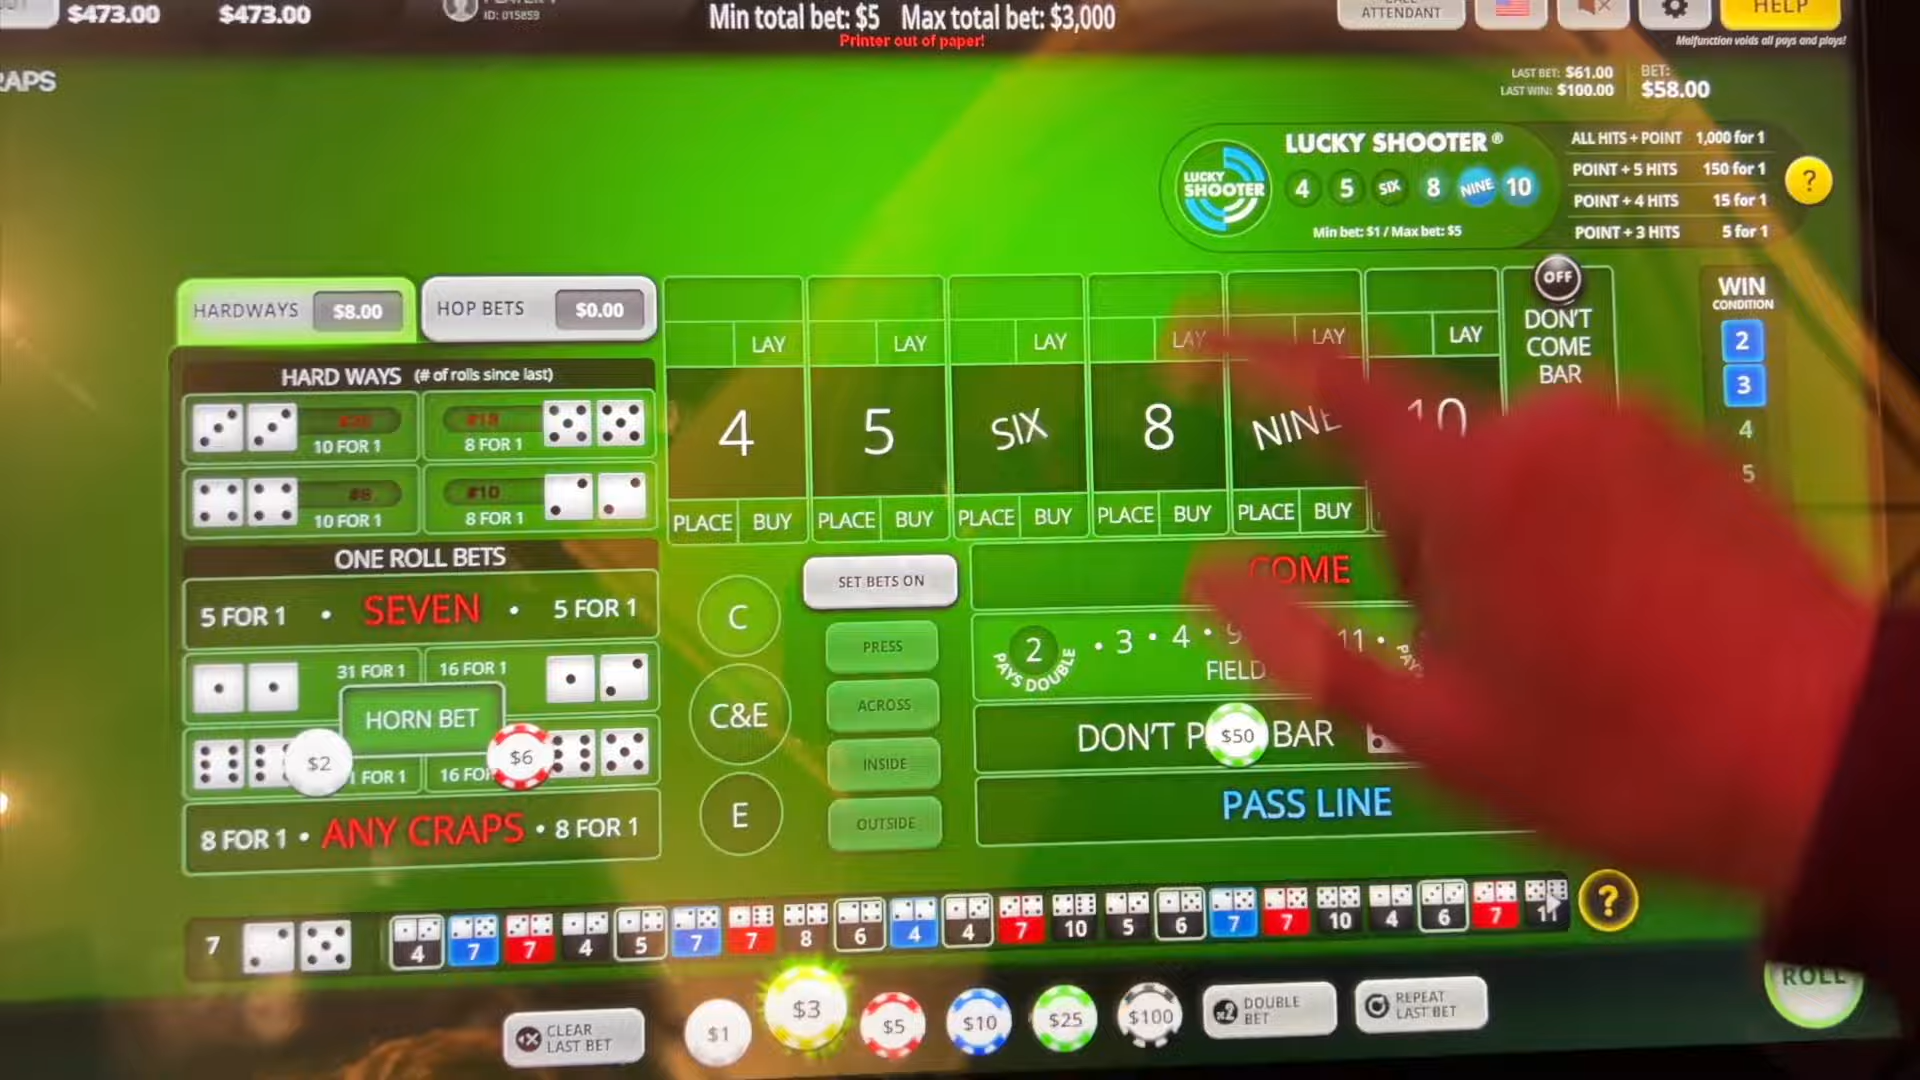 $473.00
$473.00
ID: 015859
Min total bet: $5 Max total bet: $3,000
Printer out of paper!
ATTENDANT
HELP
Malfunction voids all pays and plays!
RAPS
LAST BET: $61.00
LAST WIN: $100.00
BET:
$58.00
LUCKY SHOOTER
LUCKY SHOOTER®
4 5 SIX 8 NINE 10
Min bet: $1 / Max bet: $5
ALL HITS + POINT 1,000 for 1
POINT + 5 HITS 150 for 1
POINT + 4 HITS 15 for 1
POINT + 3 HITS 5 for 1
?
HARDWAYS $8.00
HOP BETS $0.00
HARD WAYS (# of rolls since last)
10 FOR 1
8 FOR 1
#8
#10
10 FOR 1
8 FOR 1
ONE ROLL BETS
5 FOR 1 • SEVEN • 5 FOR 1
31 FOR 1
16 FOR 1
HORN BET
$2
$6
1 FOR 1
16 FO
8 FOR 1 • ANY CRAPS • 8 FOR 1
LAY LAY LAY LAY LAY LAY
4 5 SIX 8 NINE 10
PLACE BUY PLACE BUY PLACE BUY PLACE BUY PLACE BUY
OFF
DON'T
COME
BAR
WIN
CONDITION
2
3
4
5
C
C&E
E
SET BETS ON
PRESS
ACROSS
INSIDE
OUTSIDE
COME
2 • 3 • 4 • 9 11 •
PAYS DOUBLE
FIELD
DON'T P $50 BAR
PASS LINE
7
4 7 7 4 5 7 7 8 6 4 4 7 10 5 6 7 7 10 4 6 7 11
?
CLEAR
LAST BET
$1 $3 $5 $10 $25 $100
x2 DOUBLE
BET
REPEAT
LAST BET
ROLL